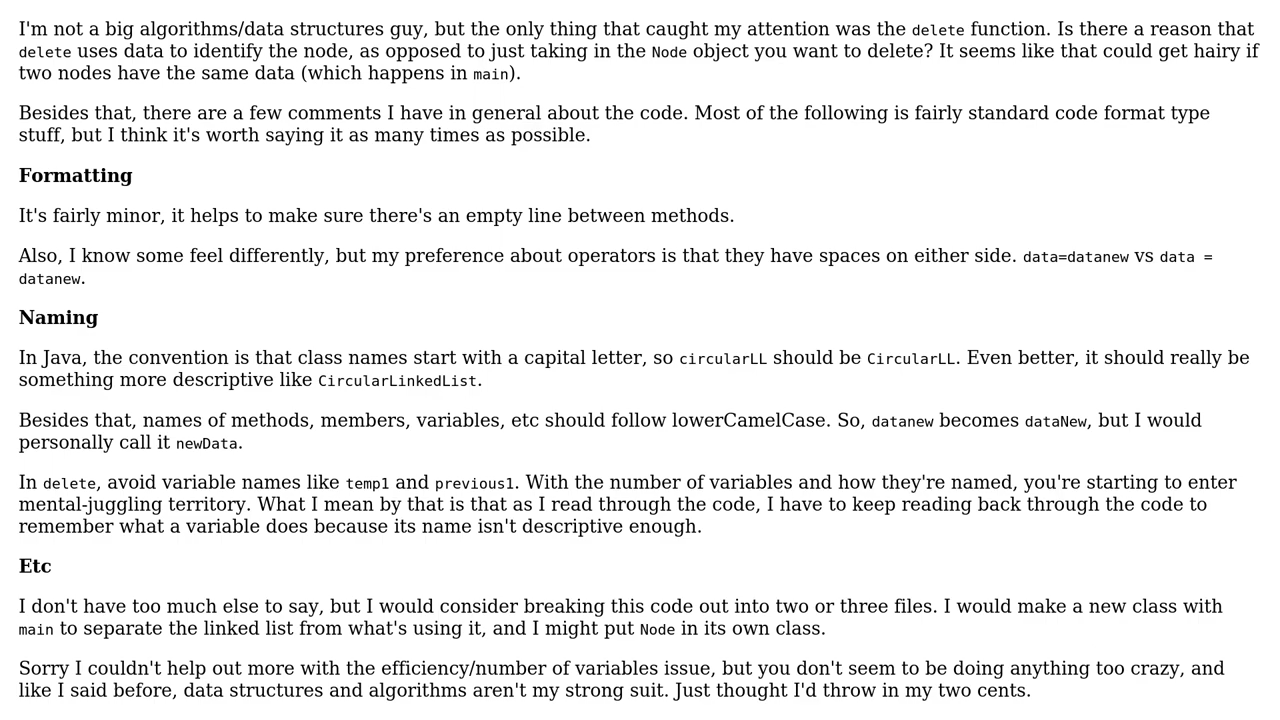 I'm not a big algorithms/data structures guy, but the only thing that caught my attention was the delete function. Is there a reason that
delete uses data to identify the node, as opposed to just taking in the Node object you want to delete? It seems like that could get hairy if
two nodes have the same data (which happens in main).
Besides that, there are a few comments I have in general about the code. Most of the following is fairly standard code format type
stuff, but I think it's worth saying it as many times as possible.
Formatting
It's fairly minor, it helps to make sure there's an empty line between methods.
Also, I know some feel differently, but my preference about operators is that they have spaces on either side. data=datanew vs data =
datanew.
Naming
In Java, the convention is that class names start with a capital letter, so circularLL should be CircularLL. Even better, it should really be
something more descriptive like CircularLinkedList.
Besides that, names of methods, members, variables, etc should follow lowerCamelCase. So, datanew becomes dataNew, but I would
personally call it newData.
In delete, avoid variable names like temp1 and previous1. With the number of variables and how they're named, you're starting to enter
mental-juggling territory. What I mean by that is that as I read through the code, I have to keep reading back through the code to
remember what a variable does because its name isn't descriptive enough.
Etc
I don't have too much else to say, but I would consider breaking this code out into two or three files. I would make a new class with
main to separate the linked list from what's using it, and I might put Node in its own class.
Sorry I couldn't help out more with the efficiency/number of variables issue, but you don't seem to be doing anything too crazy, and
like I said before, data structures and algorithms aren't my strong suit. Just thought I'd throw in my two cents.